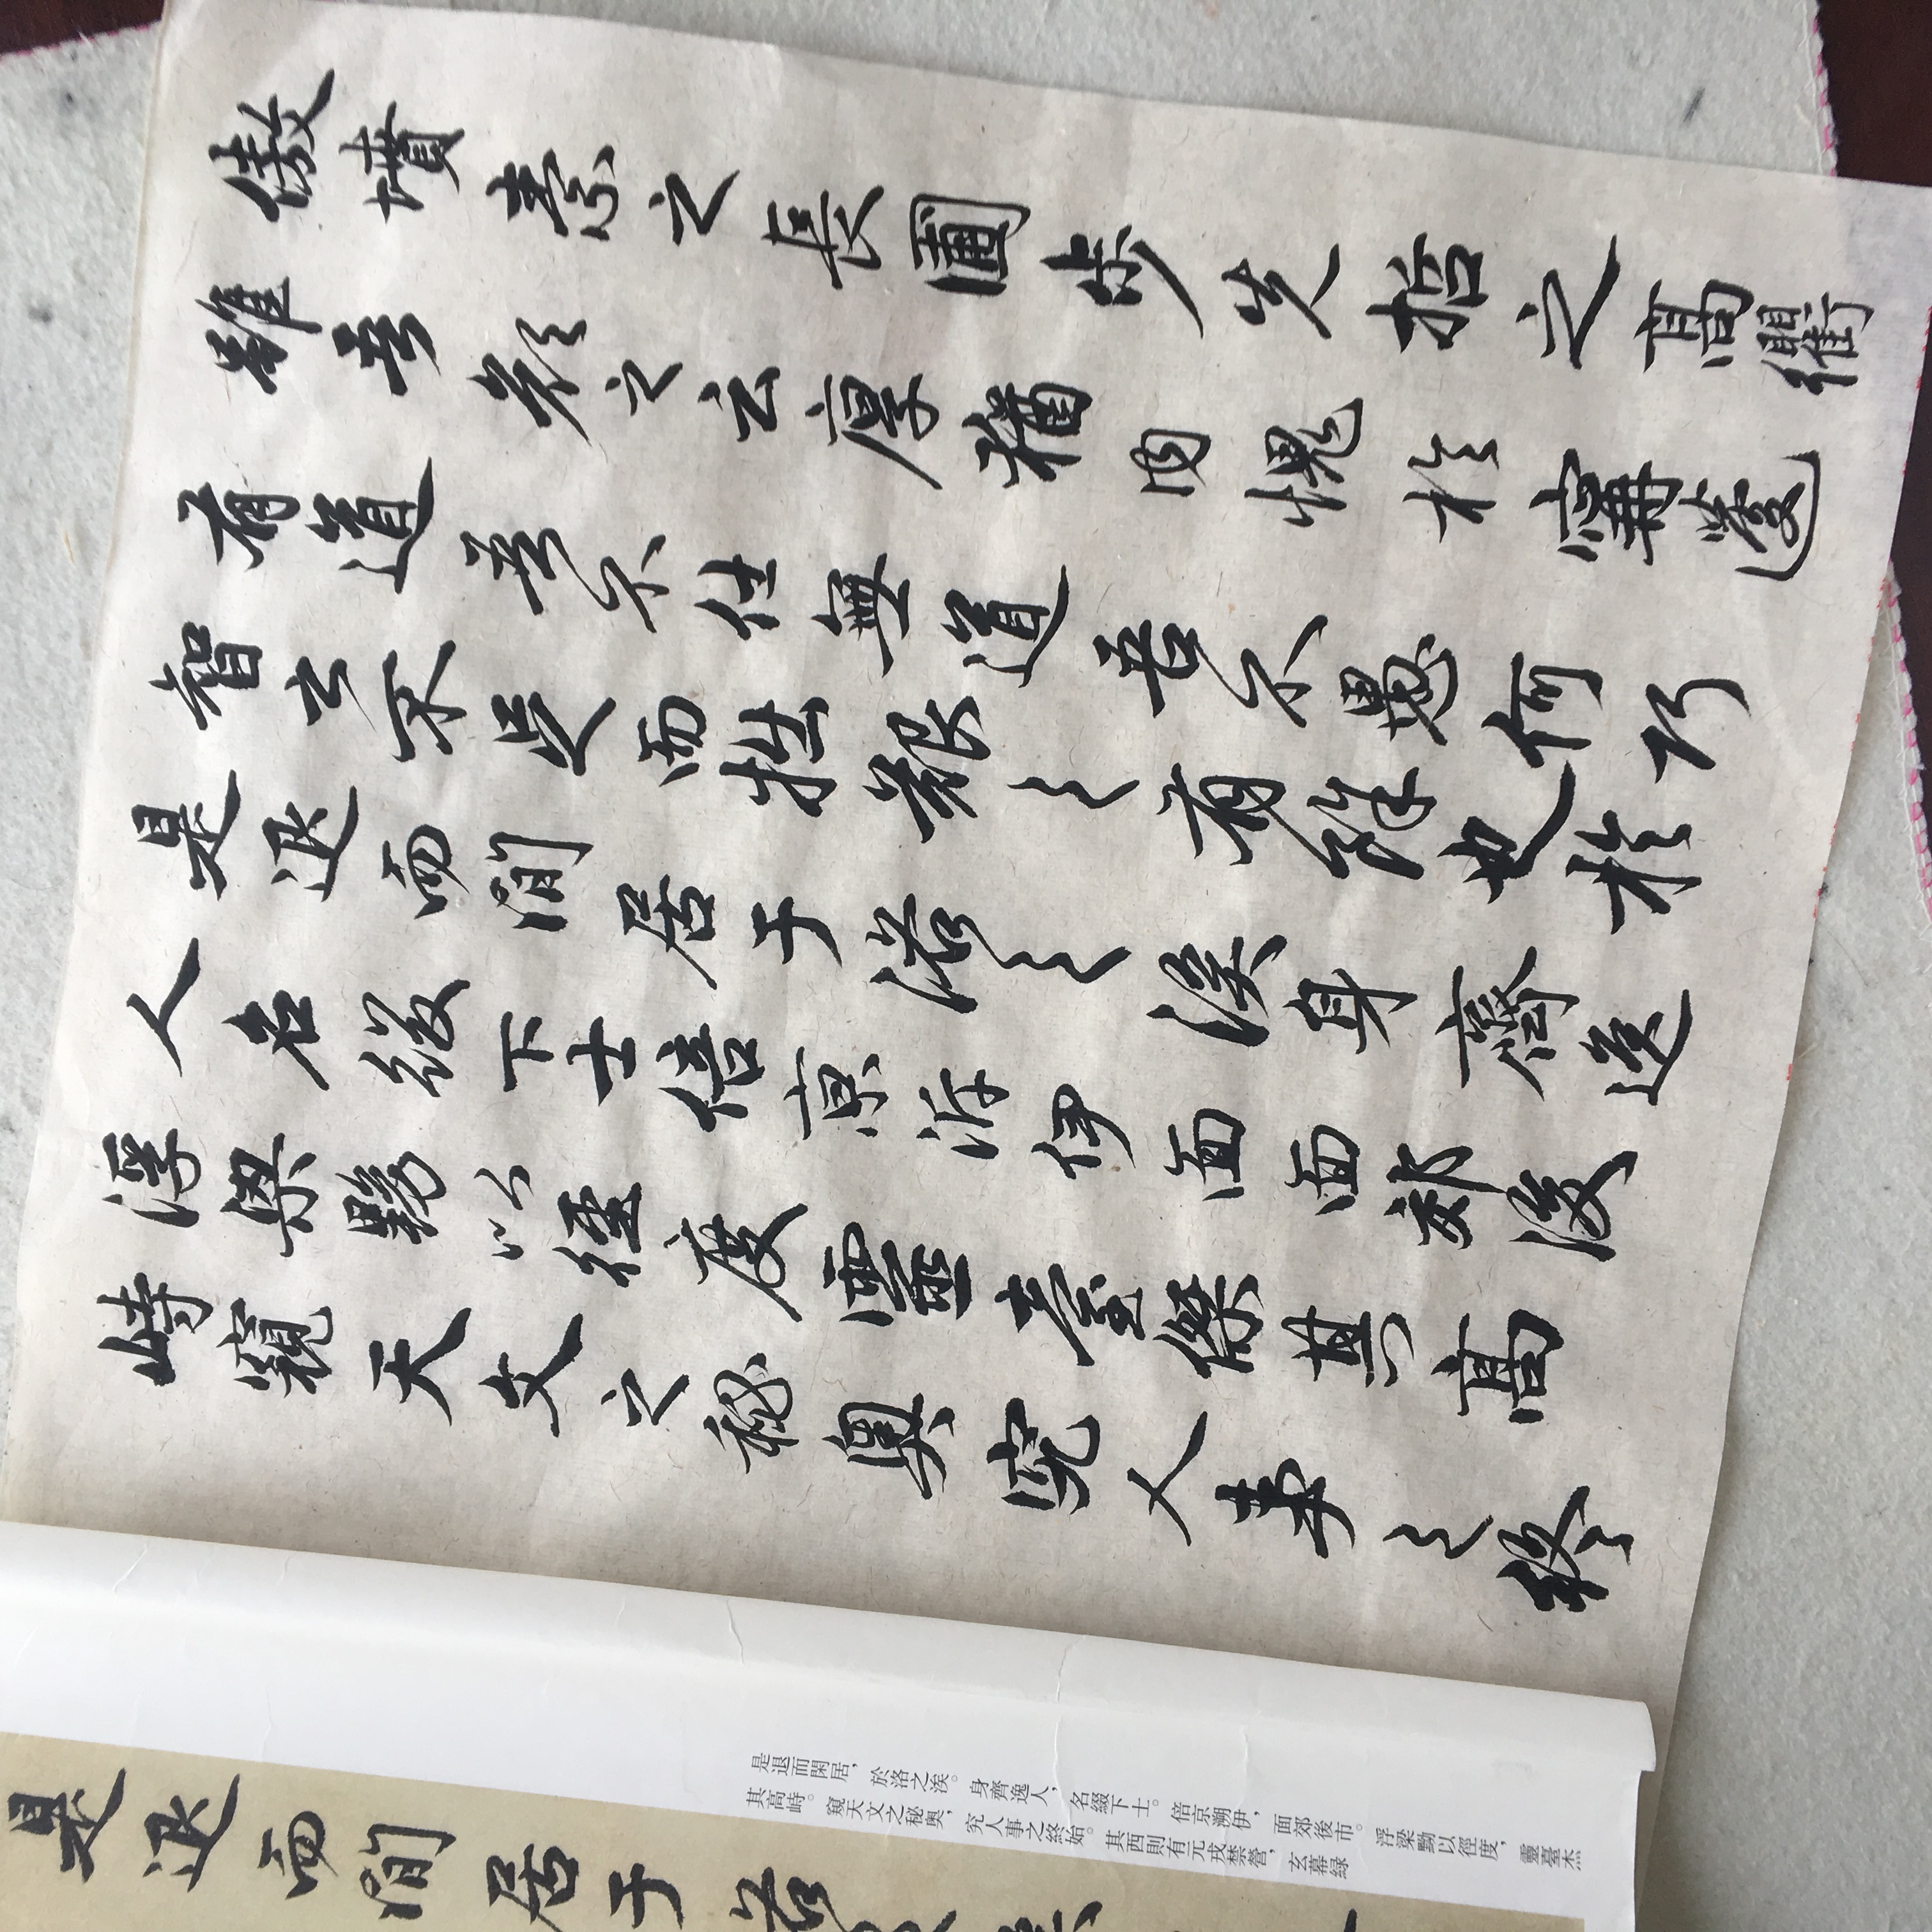 傲墳素之長圃步先哲之高衢
雖吾顏之云厚猶内愧於寗蘧
有道吾不仕無道吾不愚何巧
智之不足而拙艱之有餘也於
是退而閒居于洛之涘身齊逸
人名綴下士倍京泝伊面面郊後
浮梁黝以徑度靈臺傑其高
峙窺天文之秘奧究人事之終
是退而閑居，於洛之涘。身齊逸人，名綴下士。倍京溯伊，面郊後市。浮梁黝以徑度，靈臺杰
其高峙。窺天文之秘奥，究人事之終始。其西則有元戎禁營，玄幕緑
是退而閒居于洛